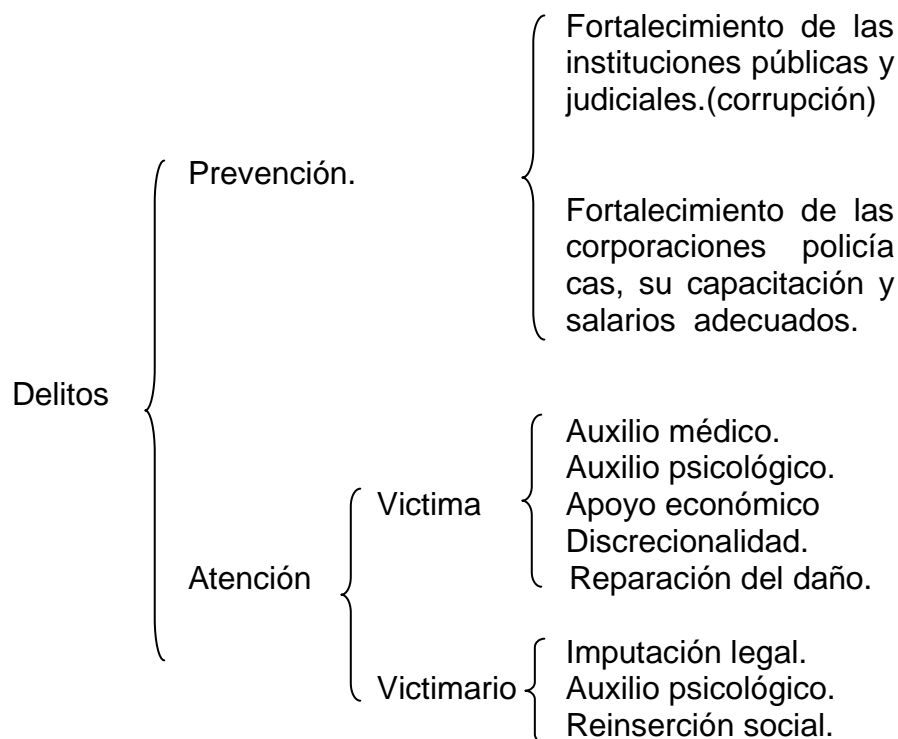 Fortalecimiento de las
instituciones públicas y
judiciales.(corrupción)
Prevención.
Fortalecimiento de las
corporaciones policía
cas, su capacitación y
salarios adecuados.
Delitos
Auxilio médico.
Auxilio psicológico.
Victima
Apoyo económico
Discrecionalidad.
Atención
Reparación del daño.
Imputación legal.
Victimario
Auxilio psicológico.
Reinserción social.